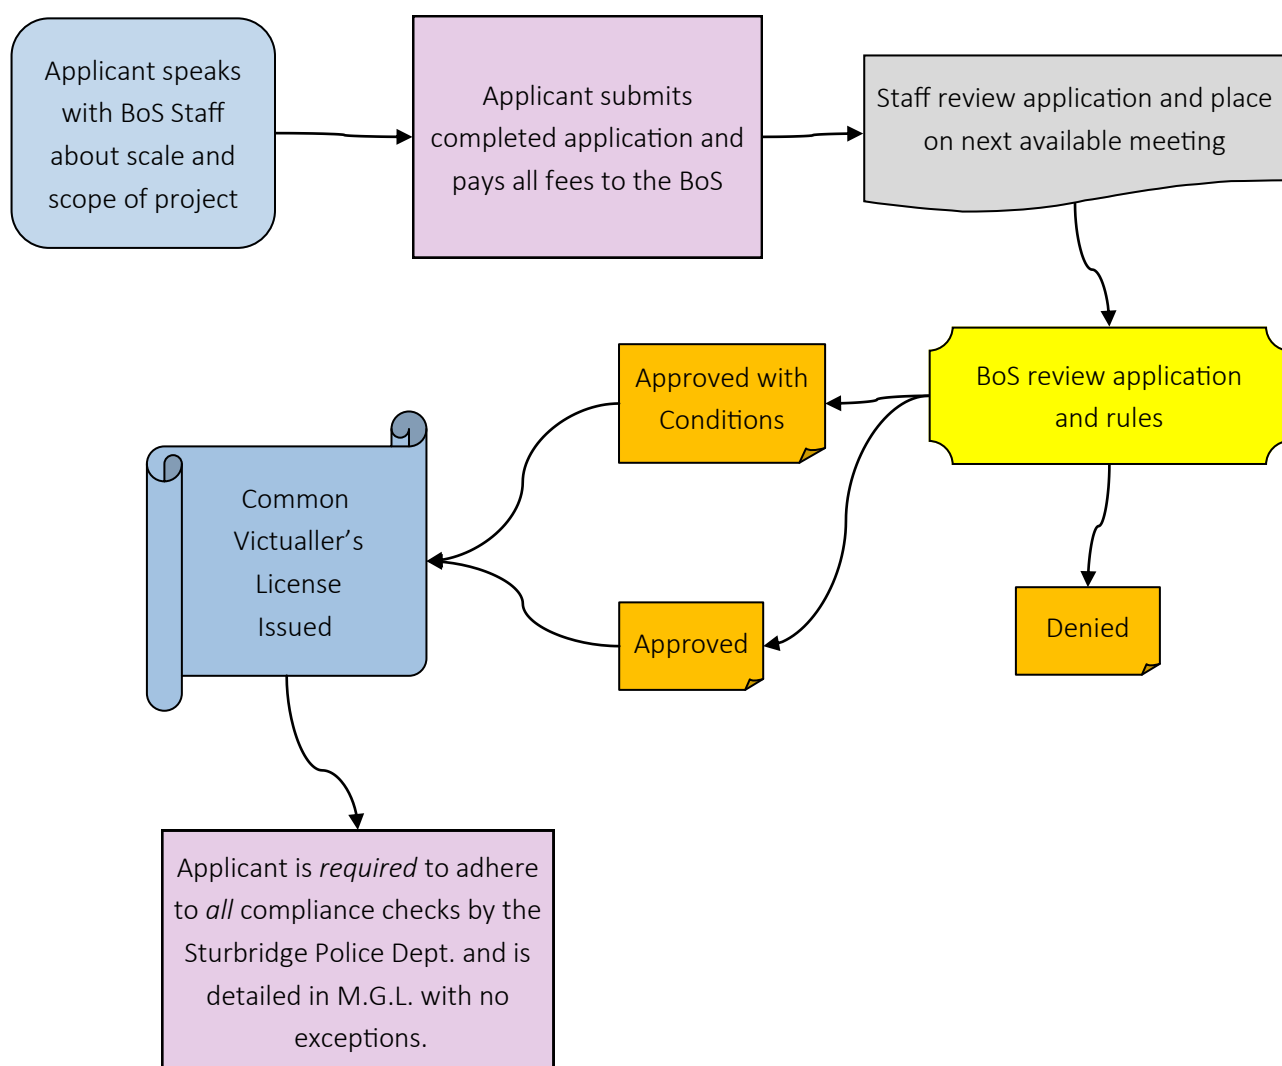 Applicant speaks
with BoS Staff
about scale and
scope of project
Applicant submits
completed application and
pays all fees to the BoS
Staff review application and place
on next available meeting
BoS review application
and rules
Approved with
Conditions
Approved
Denied
Common
Victualler’s
License
Issued
Applicant is required to adhere
to all compliance checks by the
Sturbridge Police Dept. and is
detailed in M.G.L. with no
exceptions.